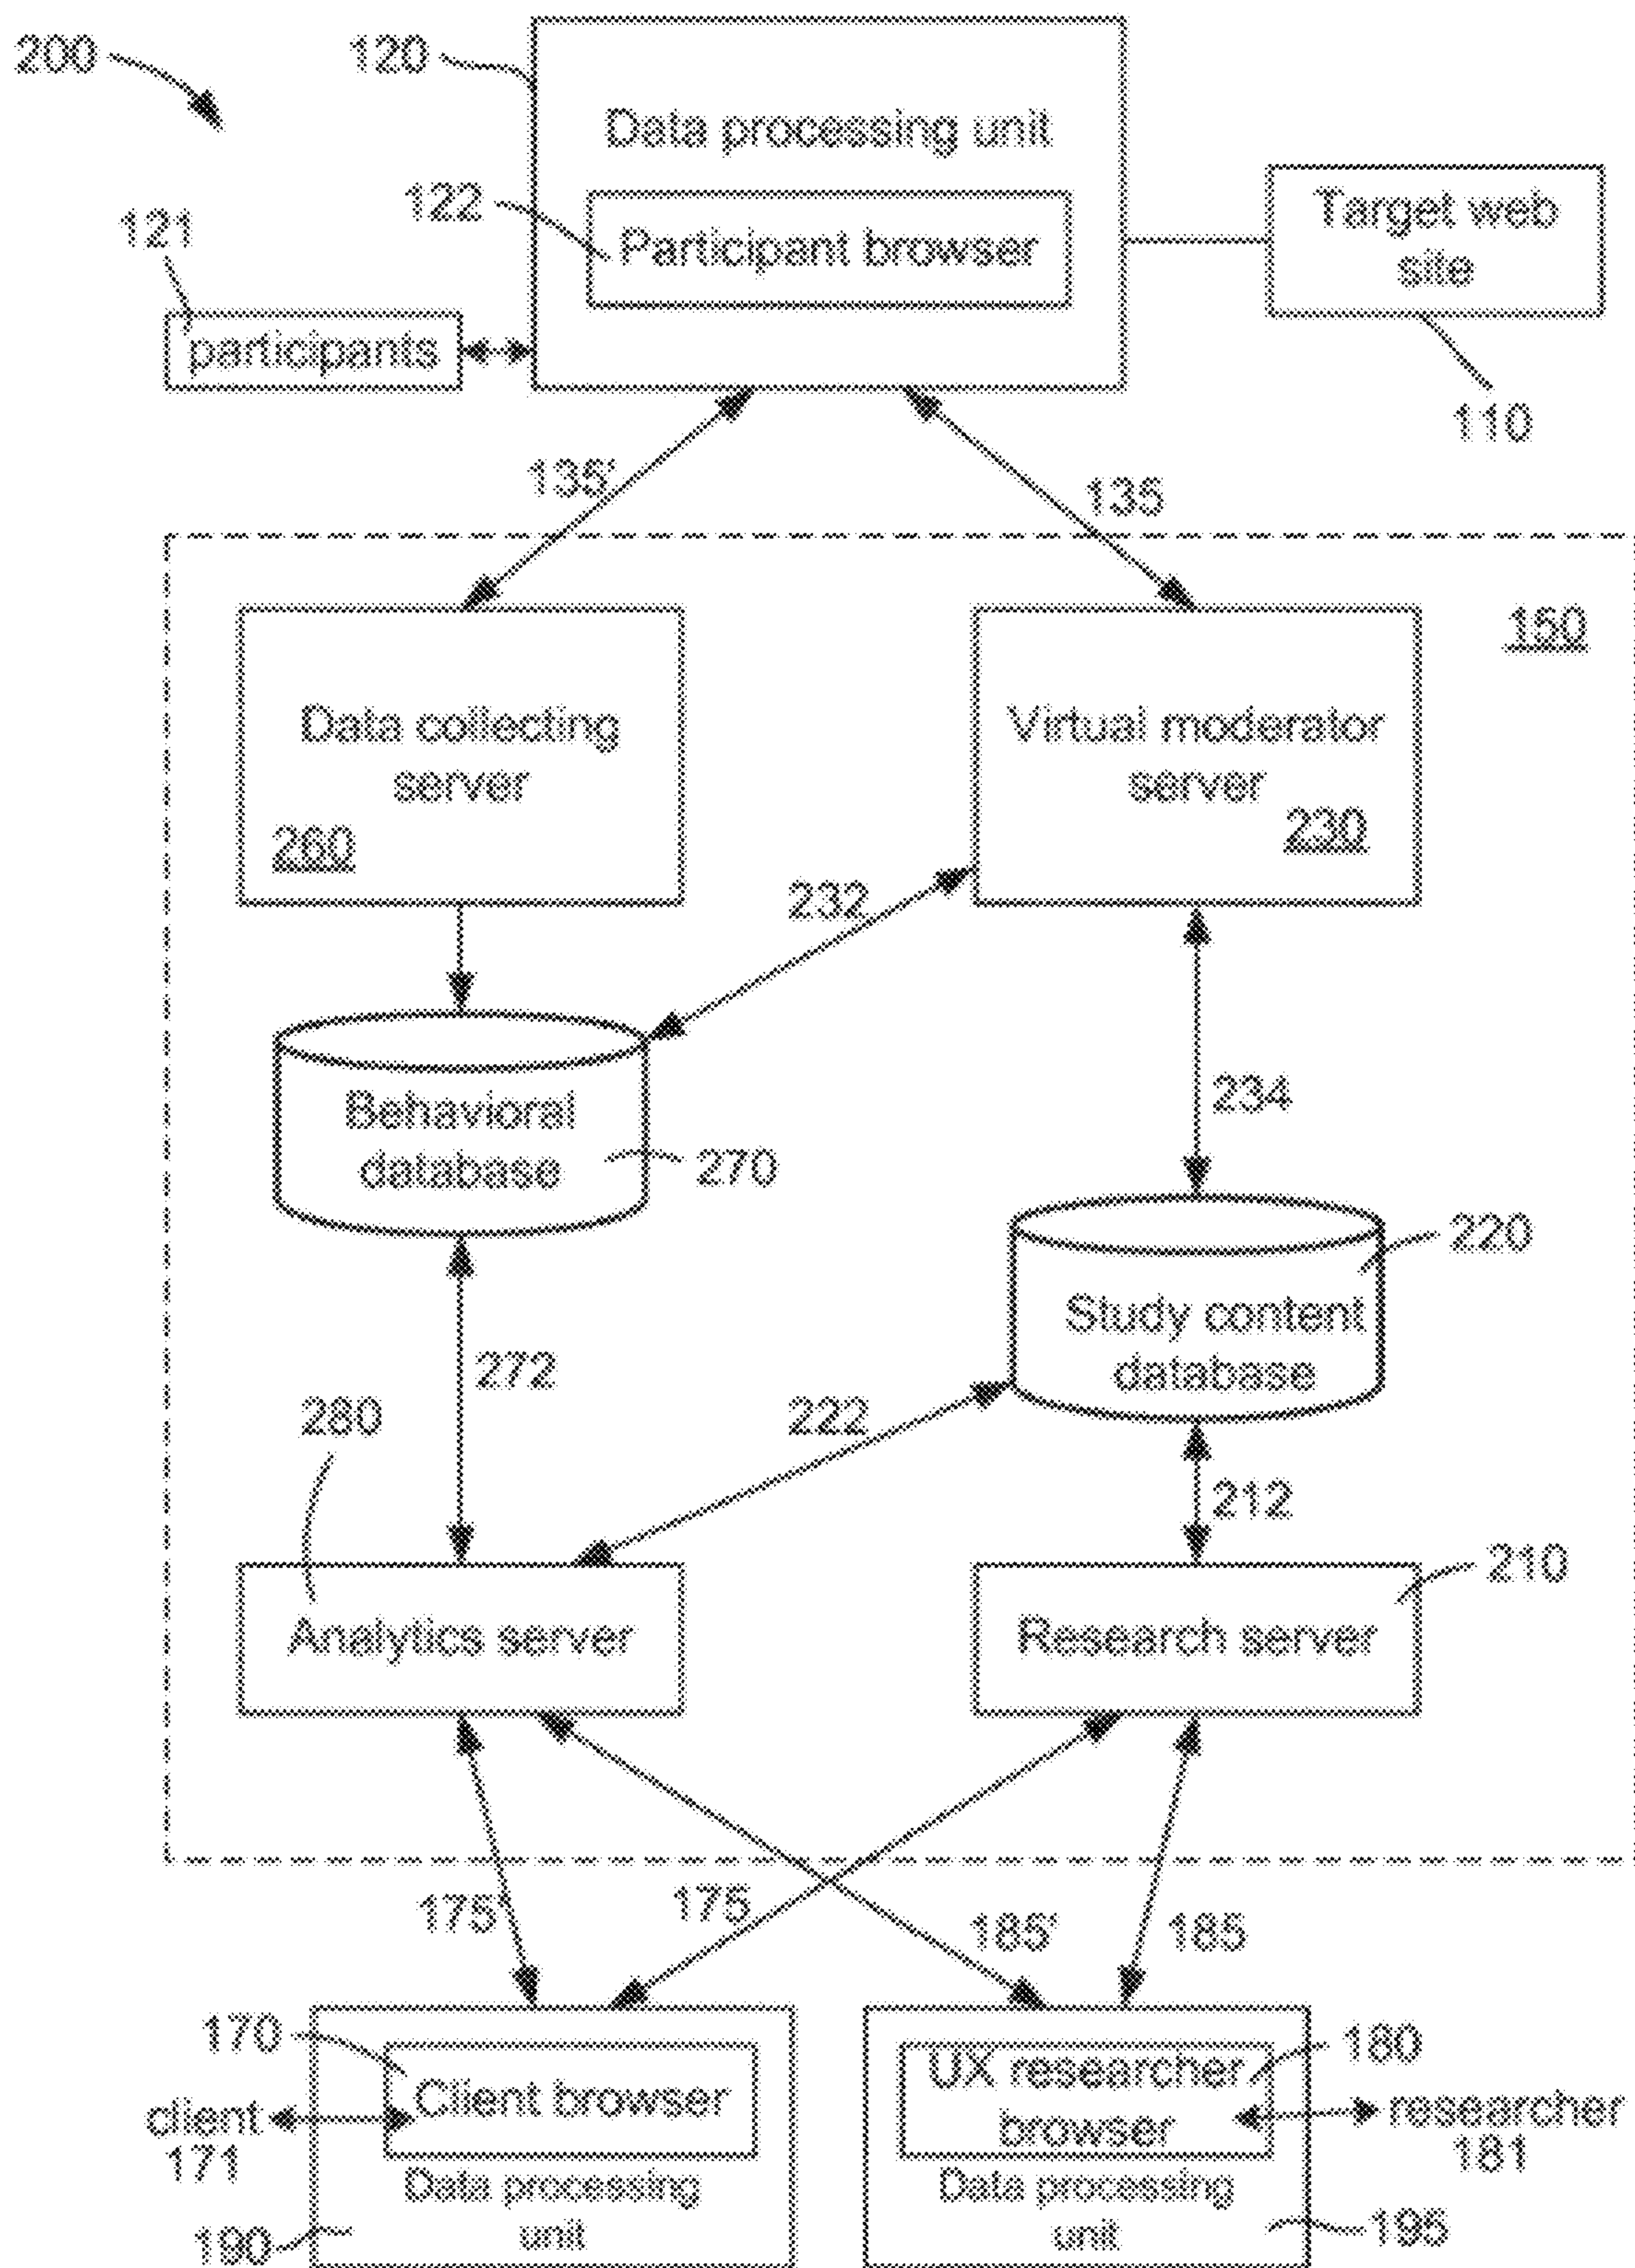 200
120
Data processing unit
122
Participant browser
Target web
site
121
participants
110
135'
135
150
Data collecting
server
260
Virtual moderator
server
230
232
Behavioral
database
270
234
220
Study content
database
272
280
222
212
210
Analytics server
Research server
175'
175
185'
185
170
Client browser
client
171
Data processing
unit
190
180
UX researcher
browser
researcher
181
Data processing
unit
195